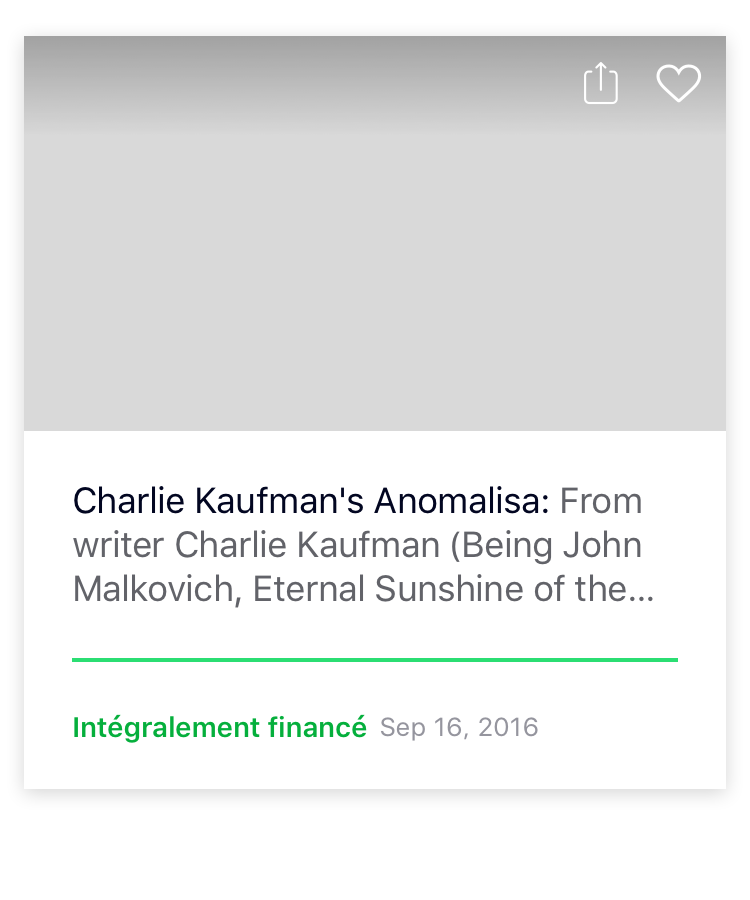 Charlie Kaufman's Anomalisa: From
writer Charlie Kaufman (Being John
Malkovich, Eternal Sunshine of the...
Intégralement financé Sep 16, 2016